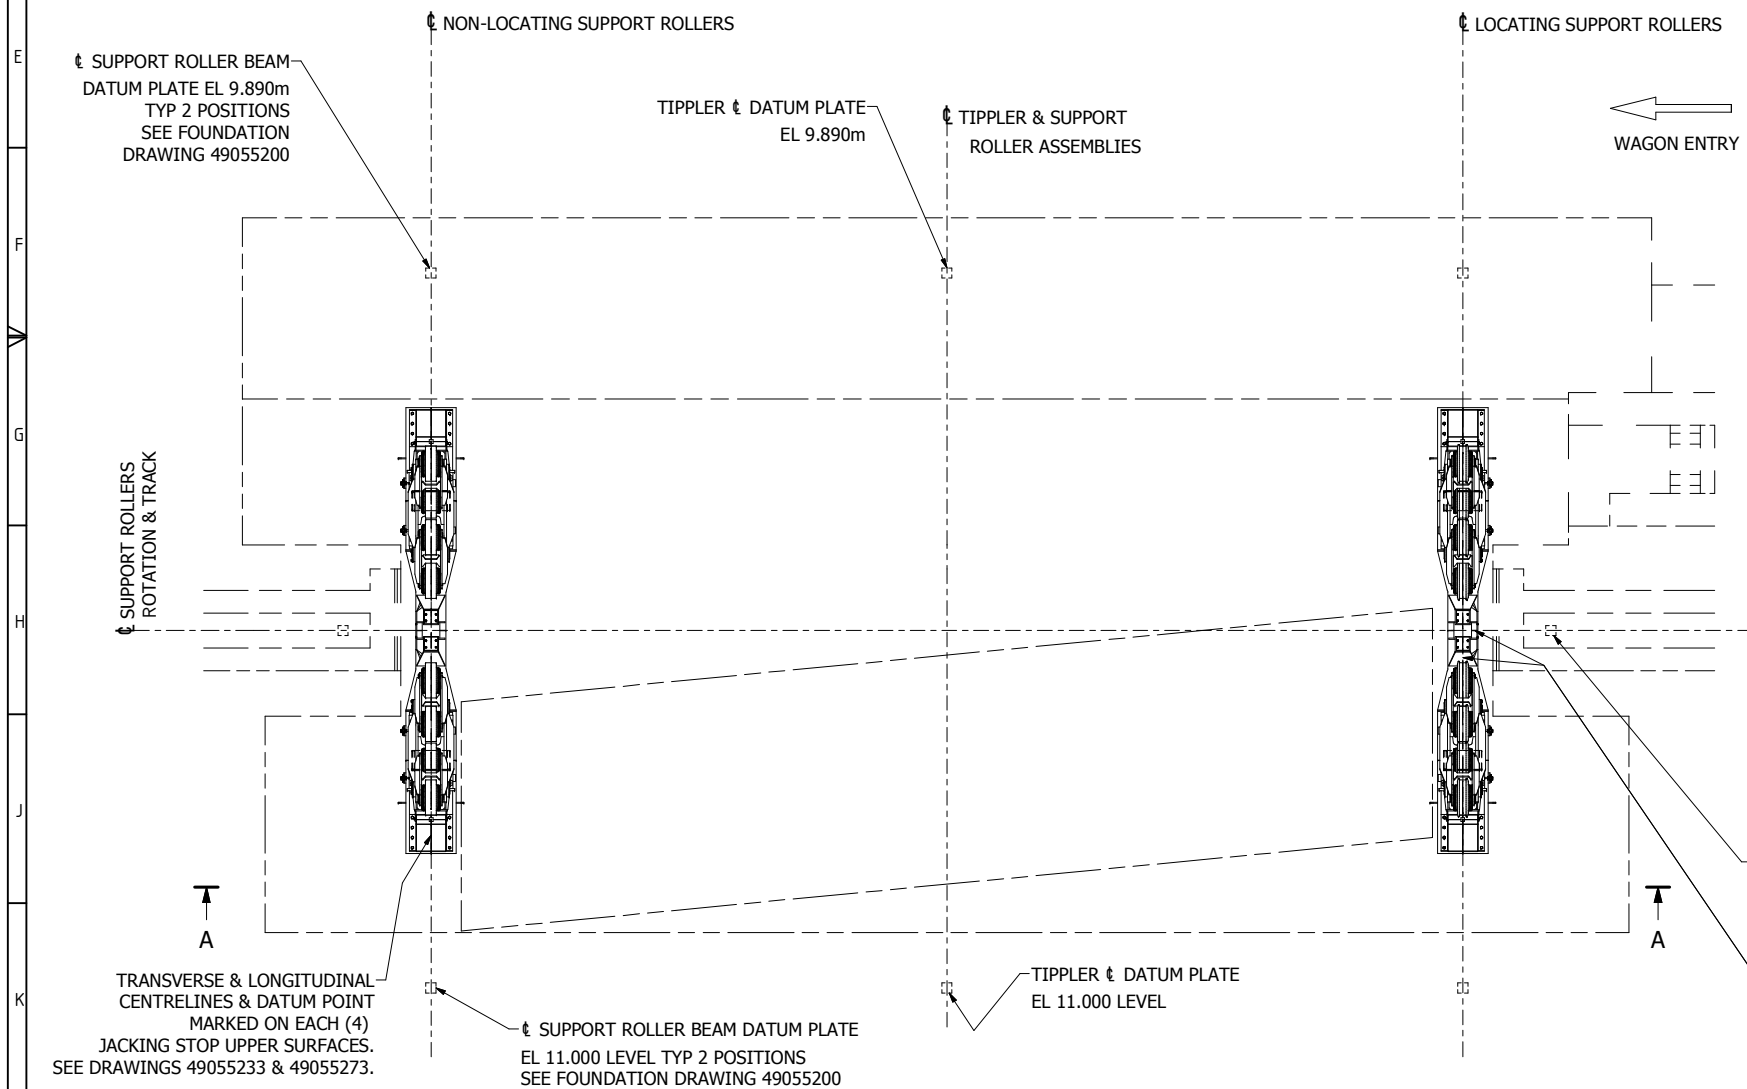 ℄ NON-LOCATING SUPPORT ROLLERS
℄ LOCATING SUPPORT ROLLERS
E
℄ SUPPORT ROLLER BEAM
DATUM PLATE EL 9.890m
TYP 2 POSITIONS
SEE FOUNDATION
DRAWING 49055200
TIPPLER ℄ DATUM PLATE
EL 9.890m
℄ TIPPLER & SUPPORT
ROLLER ASSEMBLIES
WAGON ENTRY
F
G
℄ SUPPORT ROLLERS
ROTATION & TRACK
H
J
A
A
K
TRANSVERSE & LONGITUDINAL
CENTRELINES & DATUM POINT
MARKED ON EACH (4)
JACKING STOP UPPER SURFACES.
SEE DRAWINGS 49055233 & 49055273.
℄ SUPPORT ROLLER BEAM DATUM PLATE
EL 11.000 LEVEL TYP 2 POSITIONS
SEE FOUNDATION DRAWING 49055200
TIPPLER ℄ DATUM PLATE
EL 11.000 LEVEL